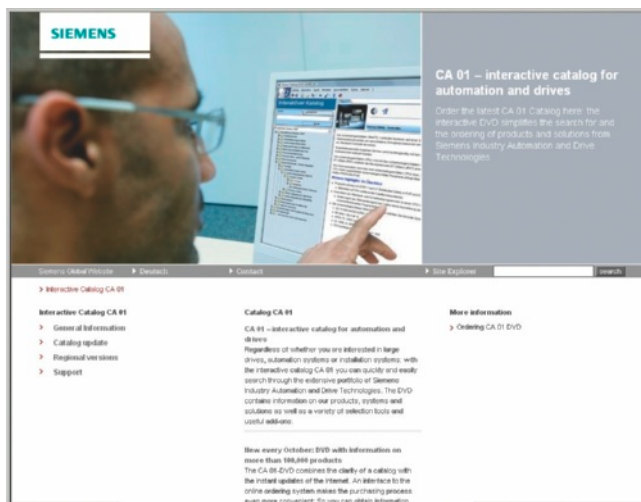 SIEMENS
CA 01 – interactive catalog for
automation and drives
Order the latest CA 01 Catalog here: the
interactive DVD simplifies the search for and
the ordering of products and solutions from
Siemens Industry Automation and Drive
Technologies
Siemens Global Website
Deutsch
Contact
Site Explorer
search
Interactive Catalog CA 01
Interactive Catalog CA 01
General Information
Catalog update
Regional versions
Support
Catalog CA 01
CA 01 – interactive catalog for automation and
drives
Regardless of whether you are interested in large
drives, automation systems or installation systems: with
the interactive catalog CA 01 you can quickly and easily
search through the extensive portfolio of Siemens
Industry Automation and Drive Technologies. The DVD
contains information on our products, systems and
solutions as well as a variety of selection tools and
useful add-ons.
New every October: DVD with information on
more than 100,000 products
The CA 01-DVD combines the clarity of a catalog with
the instant updates of the internet. An interface to the
online ordering system makes the purchasing process
even more convenient. So you can obtain information
More information
Ordering CA 01 DVD